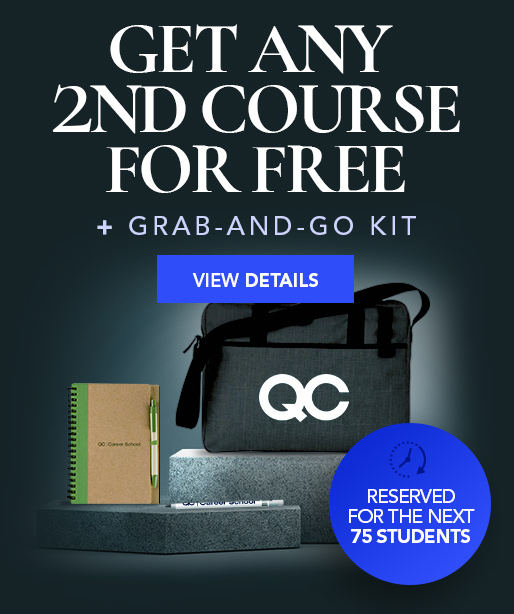 GET ANY
2ND COURSE
FOR FREE
+ GRAB-AND-GO KIT
VIEW DETAILS
QC
QC | Career School
QC | Career School
RESERVED
FOR THE NEXT
75 STUDENTS